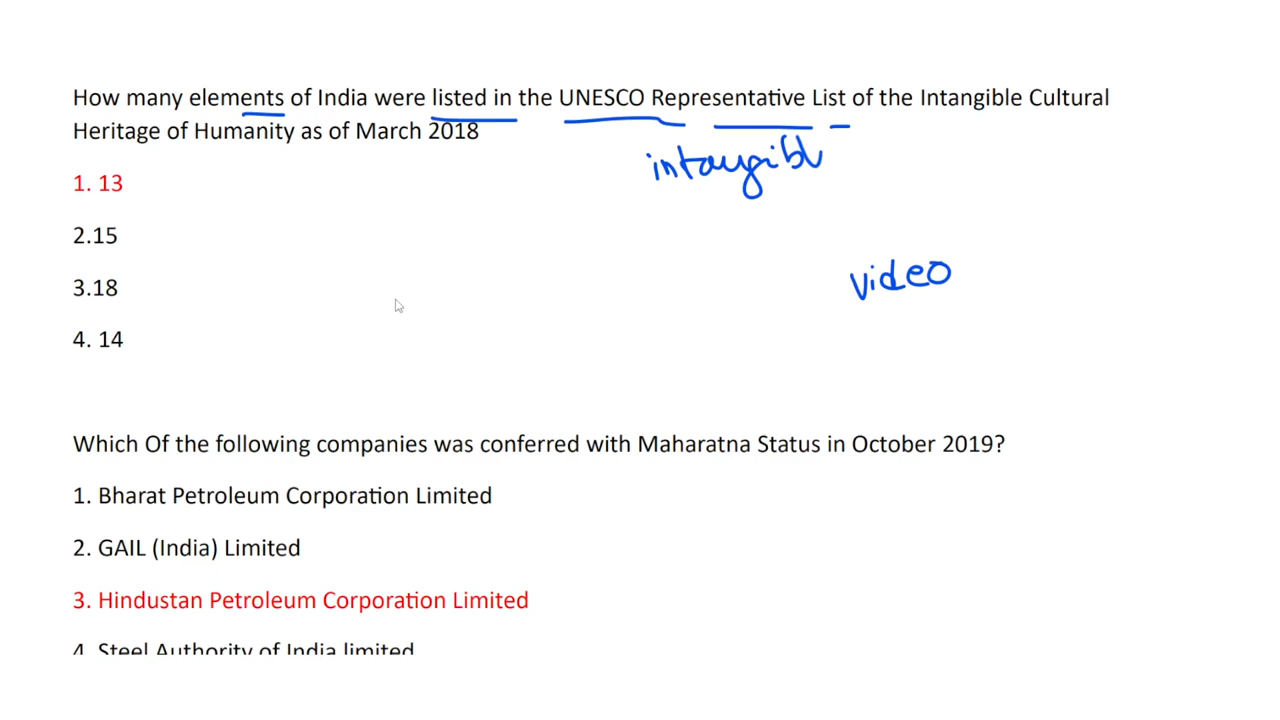 How many elements of India were listed in the UNESCO Representative List of the Intangible Cultural
Heritage of Humanity as of March 2018
intangibl
1. 13
2.15
video
3.18
4. 14
Which Of the following companies was conferred with Maharatna Status in October 2019?
1. Bharat Petroleum Corporation Limited
2. GAIL (India) Limited
3. Hindustan Petroleum Corporation Limited
4. Steel Authority of India limited